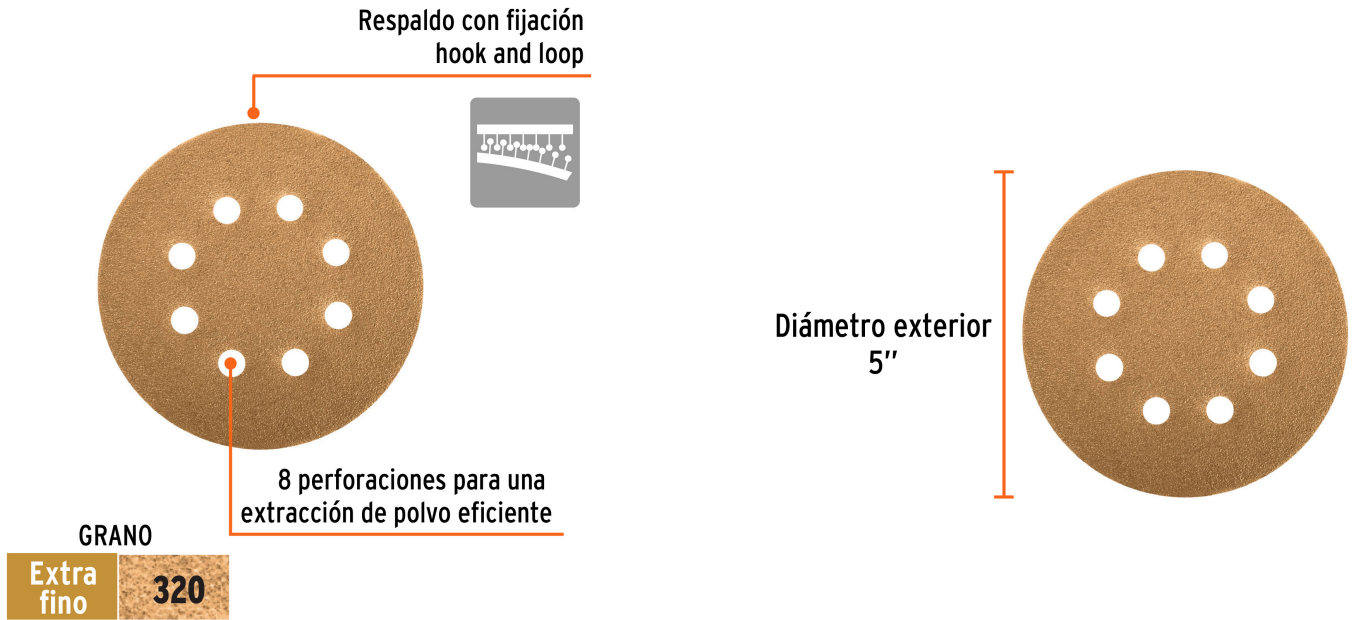 Respaldo con fijación
hook and loop
8 perforaciones para una
extracción de polvo eficiente
GRANO
Extra
fino
320
Diámetro exterior
5’’